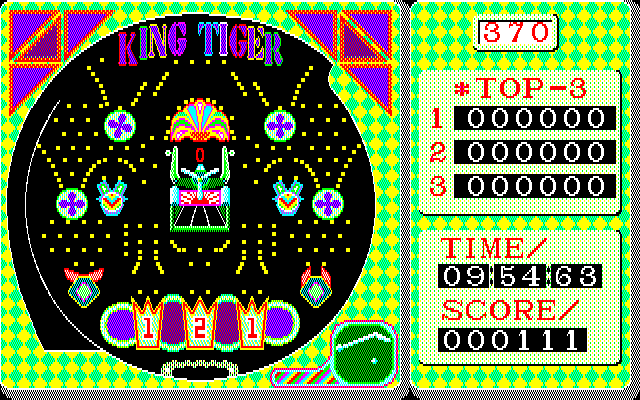 KING TIGER
370
*TOP-3
1 000000
2 000000
3 000000
0
TIME/
09:54:63
SCORE/
000111
1 2 1